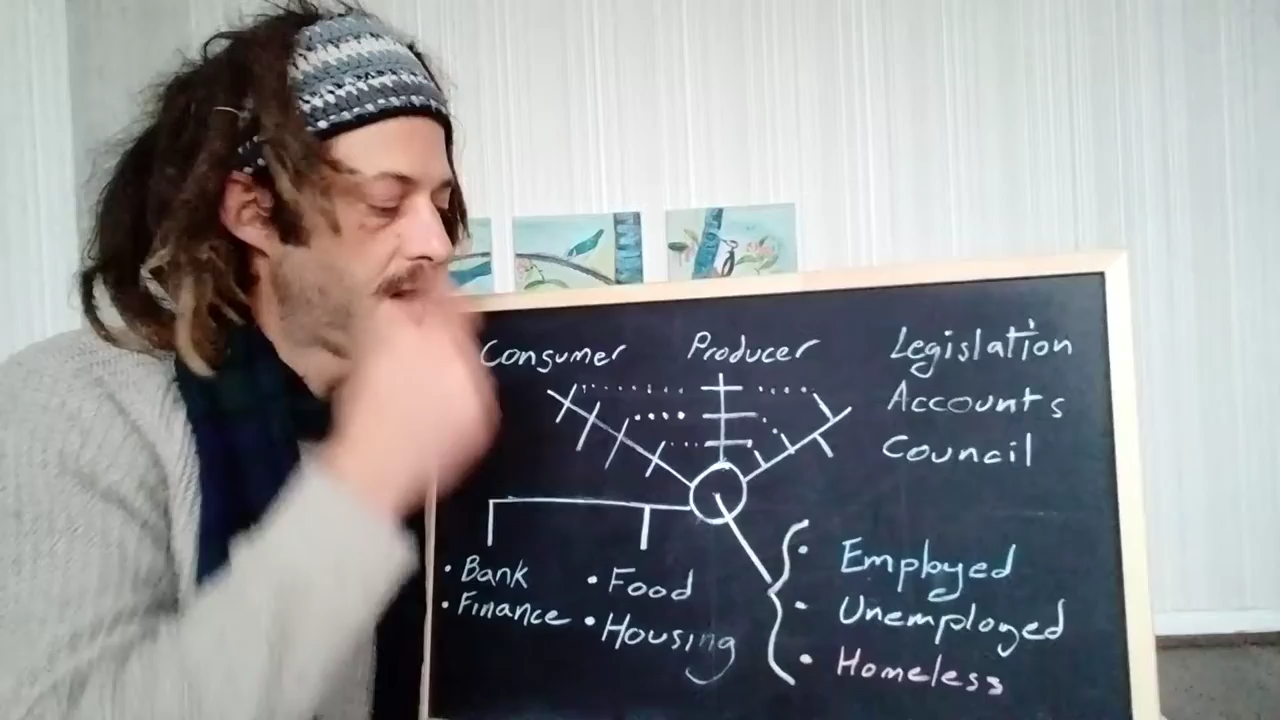 Consumer Producer Legislation
Accounts
Council
• Bank • Food
• Finance • Housing
• Employed
• Unemployed
• Homeless